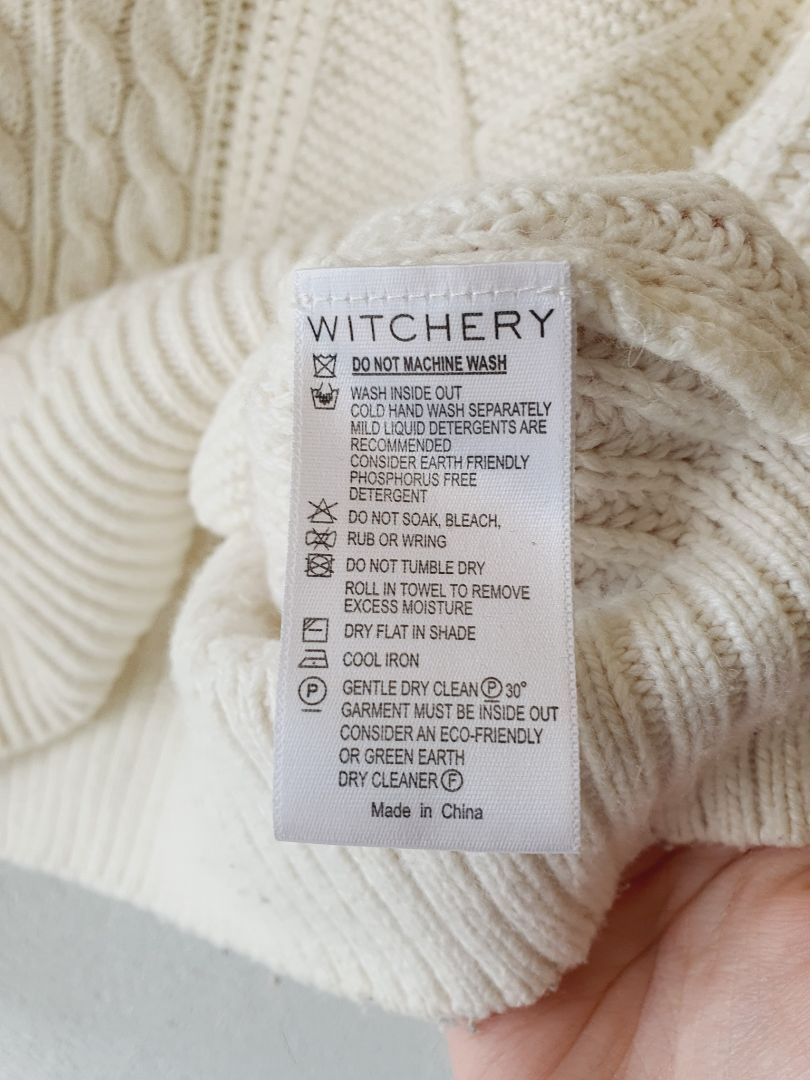 WITCHERY
DO NOT MACHINE WASH
WASH INSIDE OUT
COLD HAND WASH SEPARATELY
MILD LIQUID DETERGENTS ARE
RECOMMENDED
CONSIDER EARTH FRIENDLY
PHOSPHORUS FREE
DETERGENT
DO NOT SOAK, BLEACH,
RUB OR WRING
DO NOT TUMBLE DRY
ROLL IN TOWEL TO REMOVE
EXCESS MOISTURE
DRY FLAT IN SHADE
COOL IRON
P GENTLE DRY CLEAN P 30°
GARMENT MUST BE INSIDE OUT
CONSIDER AN ECO-FRIENDLY
OR GREEN EARTH
DRY CLEANER F
Made in China